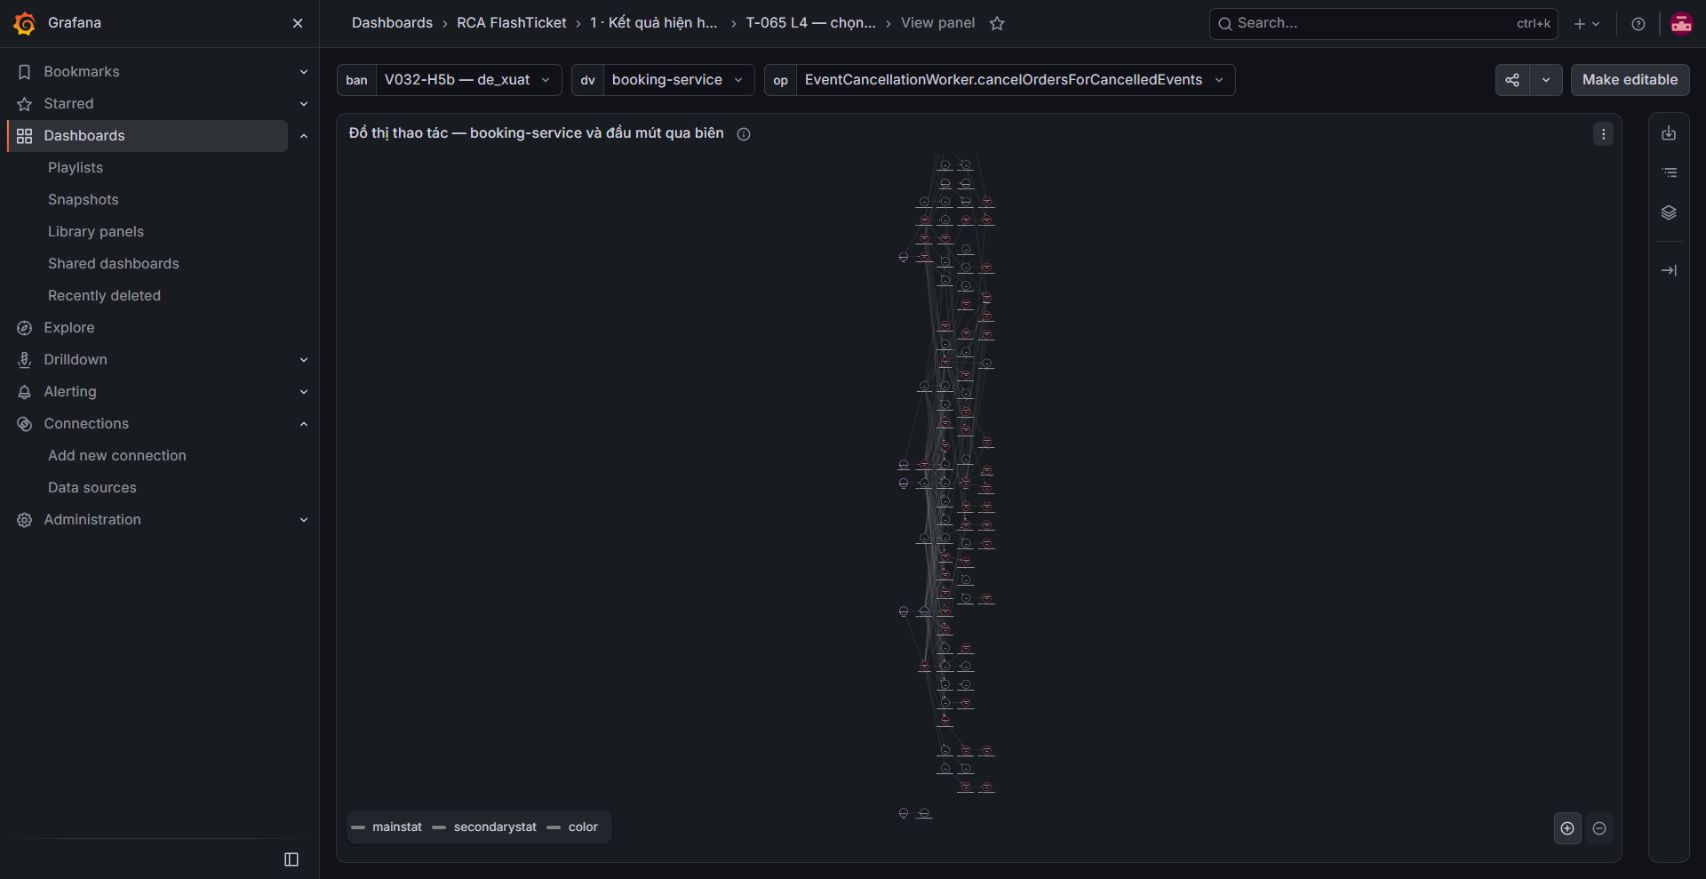 Grafana
Dashboards › RCA FlashTicket › 1 · Kết quả hiện h... › T-065 L4 — chọn... › View panel
Search...
ctrl+k
Bookmarks
Starred
Dashboards
Playlists
Snapshots
Library panels
Shared dashboards
Recently deleted
Explore
Drilldown
Alerting
Connections
Add new connection
Data sources
Administration
ban V032-H5b — de_xuat
dv booking-service
op EventCancellationWorker.cancelOrdersForCancelledEvents
Make editable
Đồ thị thao tác — booking-service và đầu mút qua biên
mainstat secondarystat color